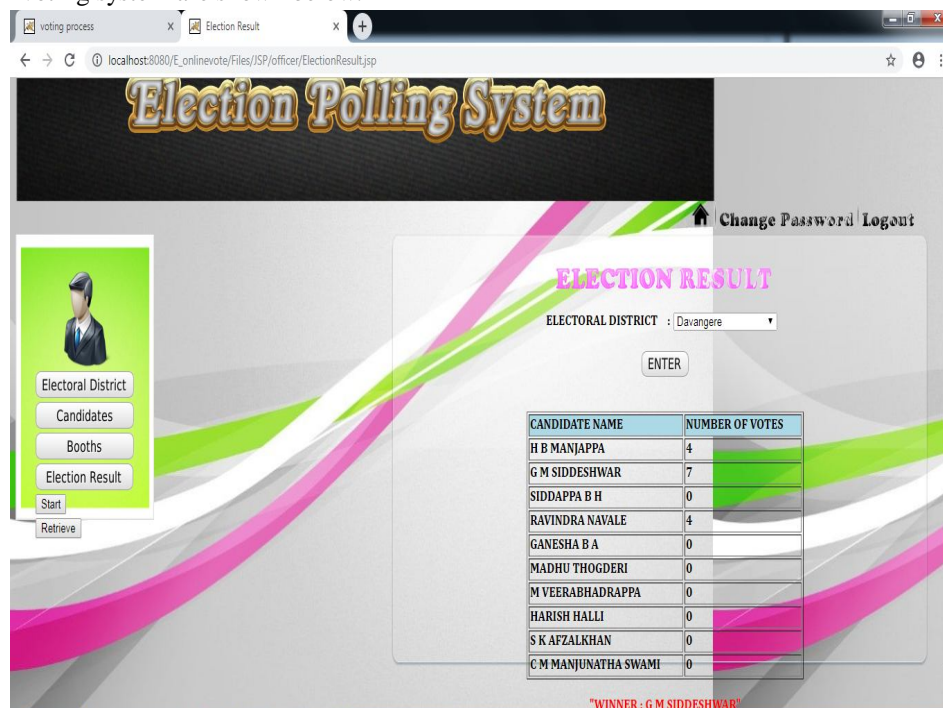 voting process
Election Result
localhost:8080/E_onlinevote/Files/JSP/officer/ElectionResult.jsp
Election Polling System
Change Password Logout
ELECTION RESULT
ELECTORAL DISTRICT : Davangere
ENTER
Electoral District
Candidates
Booths
Election Result
Start
Retrieve
CANDIDATE NAME NUMBER OF VOTES
H B MANJAPPA 4
G M SIDDESHWAR 7
SIDDAPPA B H 0
RAVINDRA NAVALE 4
GANESHA B A 0
MADHU THOGDERI 0
M VEERABHADRAPPA 0
HARISH HALLI 0
S K AFZALKHAN 0
C M MANJUNATHA SWAMI 0
"WINNER : G M SIDDESHWAR"